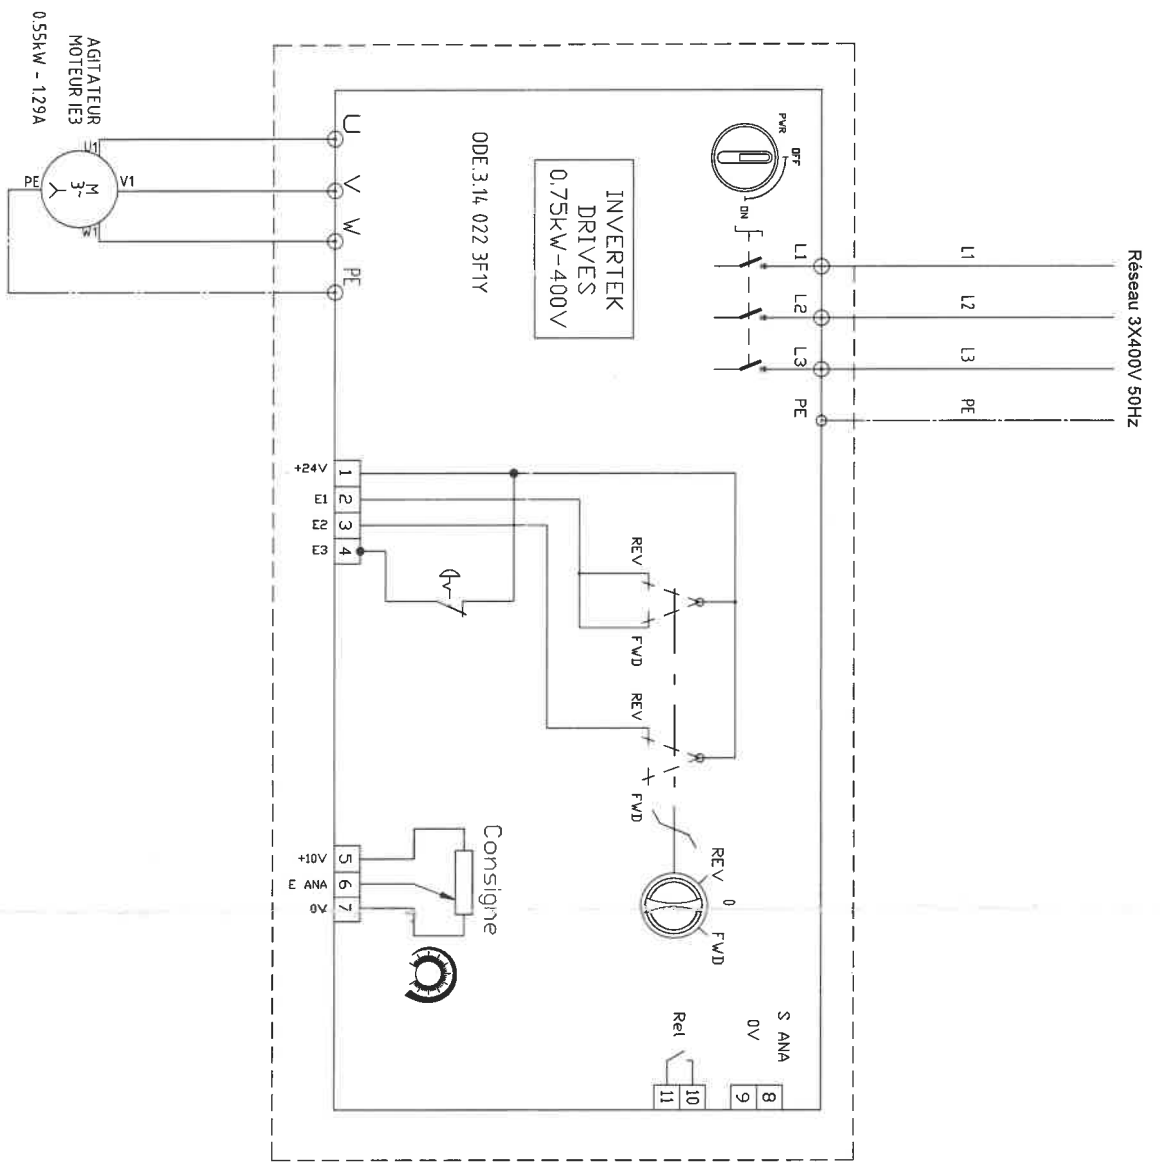 Réseau 3X400V 50Hz
L1
L2
L3
PE
PWR
OFF
ON
L1
L2
L3
PE
INVERTEK
DRIVES
0.75kW-400V
ODE.3.14 022 3F1Y
U
V
W
PE
U1
V1
W1
PE
M
3~
AGITATEUR
MOTEUR IE3
0.55kW - 1.29A
+24V 1
E1 2
E2 3
E3 4
REV
FWD
REV
FWD
REV
0
FWD
+10V 5
E ANA 6
0V 7
Consigne
S ANA
0V
8
9
Rel
10
11